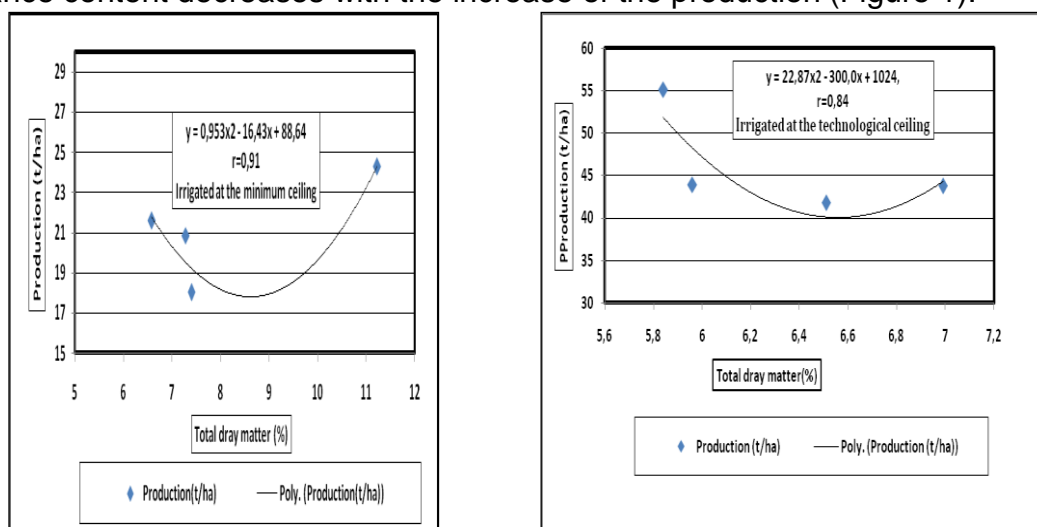 content decreases with the increase of the production (Figure 1).
29
27
25
23
21
19
17
15
Production (t/ha)
y = 0,953x2 - 16,43x + 88,64
r=0,91
Irrigated at the minimum ceiling
5 6 7 8 9 10 11 12
Total dray matter (%)
Production(t/ha) Poly. (Production(t/ha))
60
55
50
45
40
35
30
PProduction (t/ha)
y = 22,87x2 - 300,0x + 1024,
r=0,84
Irrigated at the technological ceiling
5,6 5,8 6 6,2 6,4 6,6 6,8 7 7,2
Total dray matter(%)
Production (t/ha) Poly. (Production (t/ha))